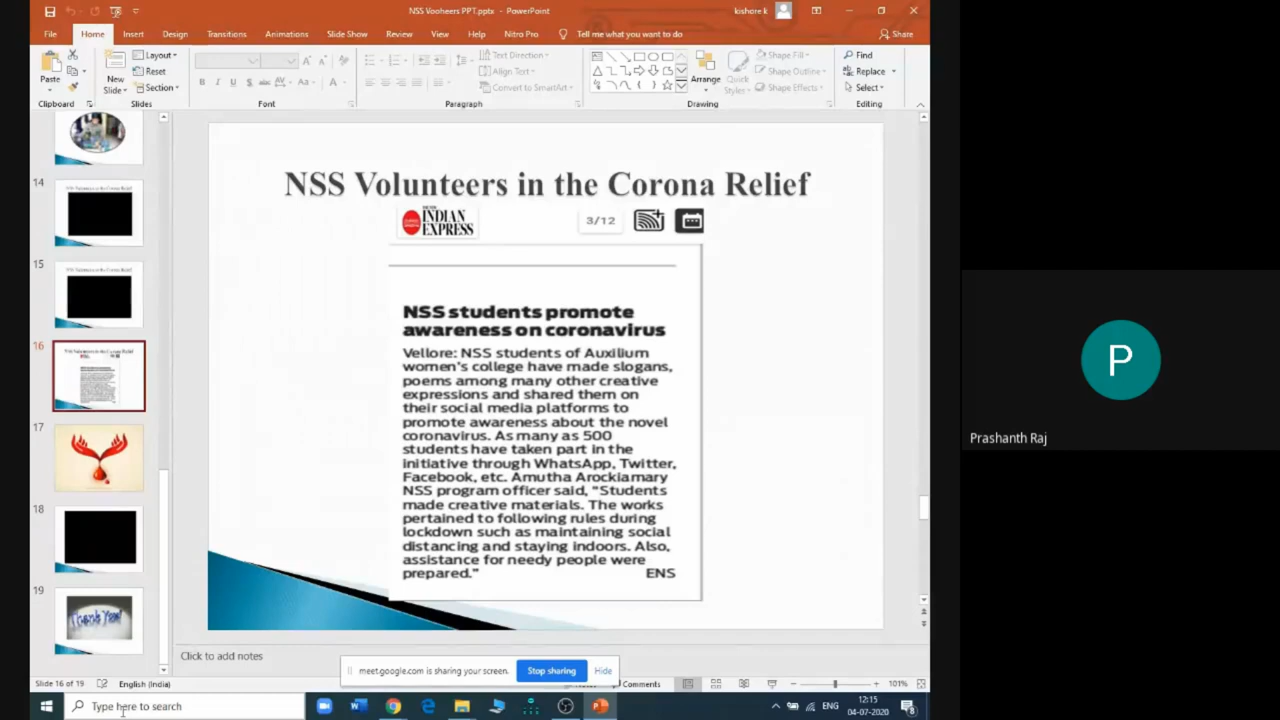 NSS Vooheers PPT.pptx - PowerPoint
kishore k
File Home Insert Design Slide Show Transitions Animations Review View Help Nitro Pro Tell me what you want to do Share
Paste
Clipboard
New Slide
Layout
Reset
Section
Slides
Font
Text Direction
Align Text
Convert to SmartArt
Paragraph
Arrange
Quick Styles
Shape Fill
Shape Outline
Shape Effects
Drawing
Find
Replace
Select
Editing
14
15
16
17
18
19
Thank You!
NSS Volunteers in the Corona Relief
INDIAN
EXPRESS
3/12
NSS students promote
awareness on coronavirus
Vellore: NSS students of Auxilium
women's college have made slogans,
poems among many other creative
expressions and shared them on
their social media platforms to
promote awareness about the novel
coronavirus. As many as 500
students have taken part in the
initiative through WhatsApp, Twitter,
Facebook, etc. Amutha Arockiamary
NSS program officer said, "Students
made creative materials. The works
pertained to following rules during
lockdown such as maintaining social
distancing and staying indoors. Also,
assistance for needy people were
prepared." ENS
Click to add notes
meet.google.com is sharing your screen. Stop sharing Hide
Slide 16 of 19 English (India) Comments 101%
Type here to search
ENG
12:15
04-07-2020
8
P
Prashanth Raj